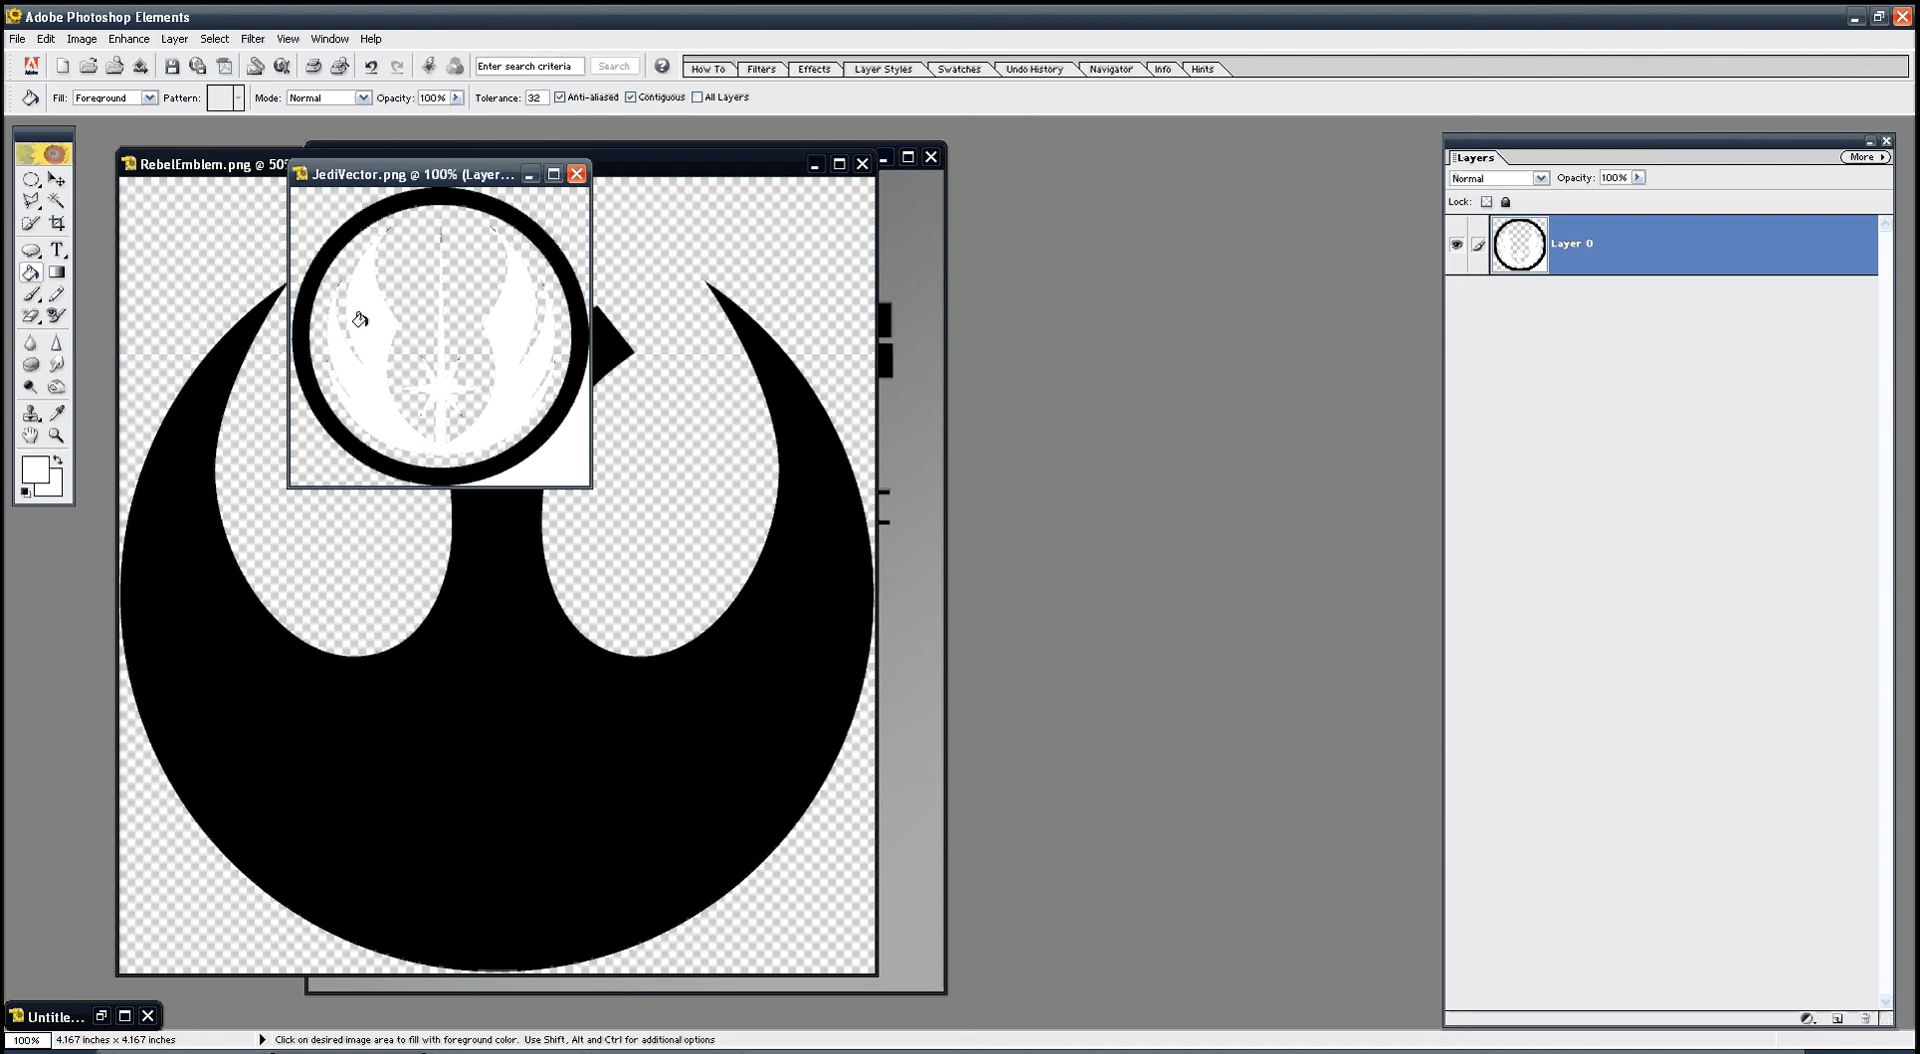 Adobe Photoshop Elements
File Edit Image Enhance Layer Select Filter View Window Help
Enter search criteria Search How To Filters Effects Layer Styles Swatches Undo History Navigator Info Hints
Fill: Foreground Pattern: Mode: Normal Opacity: 100% Tolerance: 32 Anti-aliased Contiguous All Layers
RebelEmblem.png @ 50%
JediVector.png @ 100% (Layer...
Layers More
Normal Opacity: 100%
Lock:
Layer 0
Untitle...
100% 4.167 inches x 4.167 inches Click on desired image area to fill with foreground color. Use Shift, Alt and Ctrl for additional options